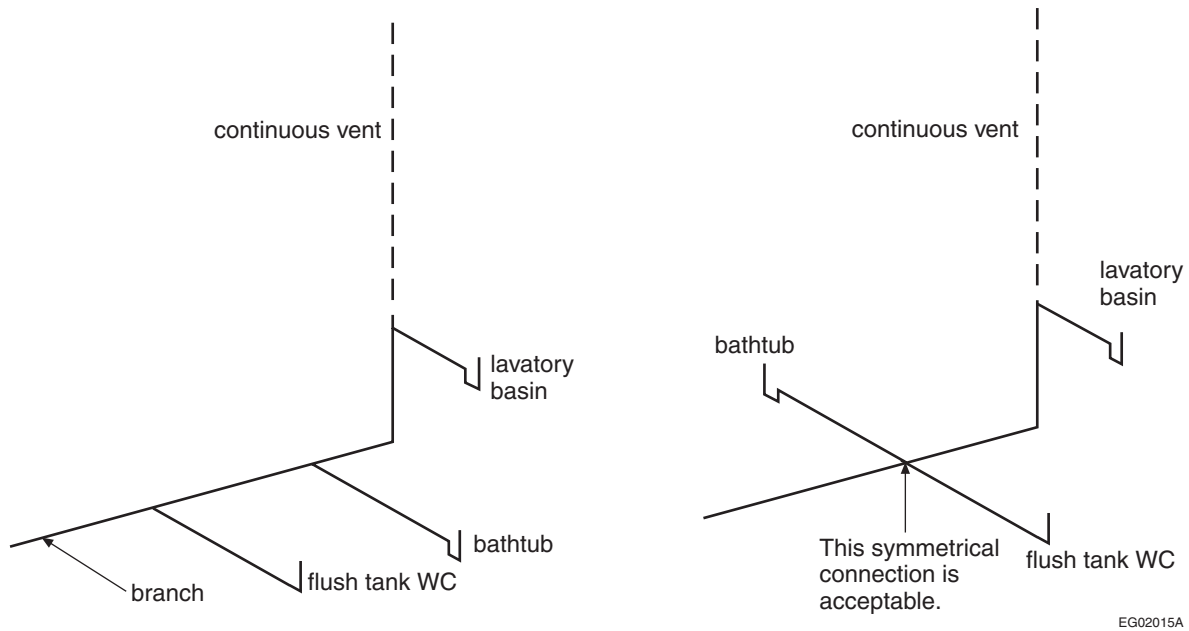 continuous vent
lavatory
basin
bathtub
flush tank WC
branch
continuous vent
lavatory
basin
bathtub
This symmetrical
connection is
acceptable.
flush tank WC
EG02015A